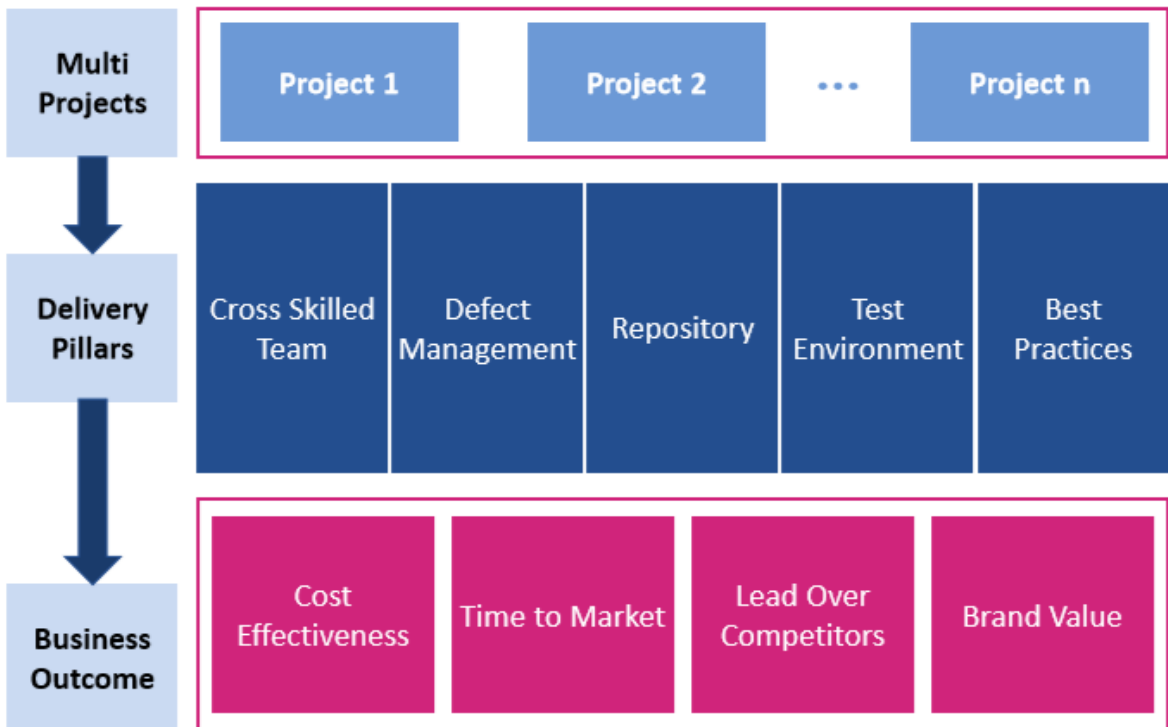 Multi
Projects
Project 1
Project 2
...
Project n
Delivery
Pillars
Cross Skilled
Team
Defect
Management
Repository
Test
Environment
Best
Practices
Business
Outcome
Cost
Effectiveness
Time to Market
Lead Over
Competitors
Brand Value